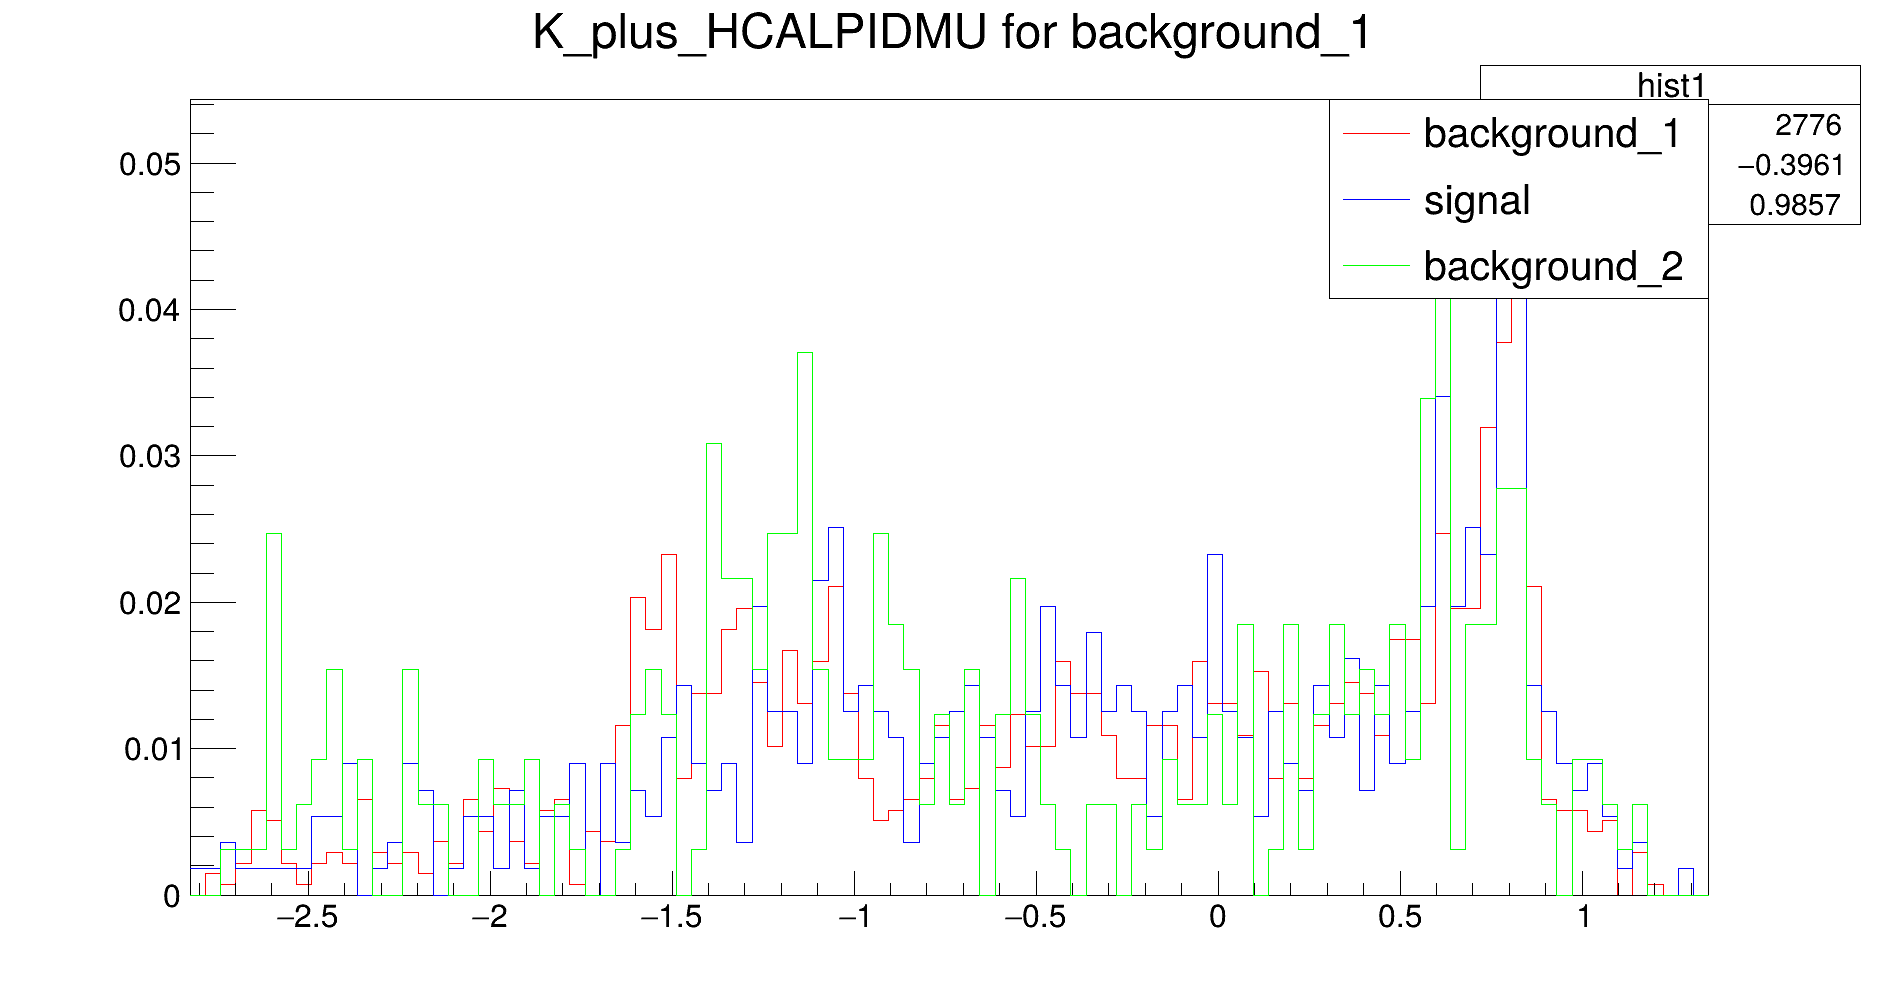 K_plus_HCALPIDMU for background_1
hist1
2776
−0.3961
0.9857
background_1
signal
background_2
0.05
0.04
0.03
0.02
0.01
0
−2.5 −2 −1.5 −1 −0.5 0 0.5 1